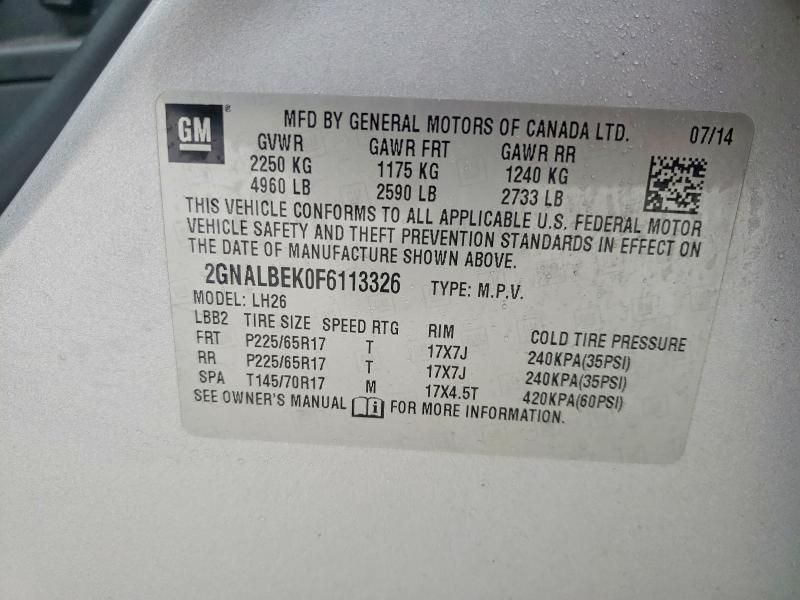 GM® MFD BY GENERAL MOTORS OF CANADA LTD. 07/14
GVWR GAWR FRT GAWR RR
2250 KG 1175 KG 1240 KG
4960 LB 2590 LB 2733 LB
THIS VEHICLE CONFORMS TO ALL APPLICABLE U.S. FEDERAL MOTOR
VEHICLE SAFETY AND THEFT PREVENTION STANDARDS IN EFFECT ON
THE DATE OF MANUFACTURE SHOWN ABOVE.
2GNALBEK0F6113326 TYPE: M.P.V.
MODEL: LH26
LBB2 TIRE SIZE SPEED RTG RIM COLD TIRE PRESSURE
FRT P225/65R17 T 17X7J 240KPA(35PSI)
RR P225/65R17 T 17X7J 240KPA(35PSI)
SPA T145/70R17 M 17X4.5T 420KPA(60PSI)
SEE OWNER'S MANUAL FOR MORE INFORMATION.